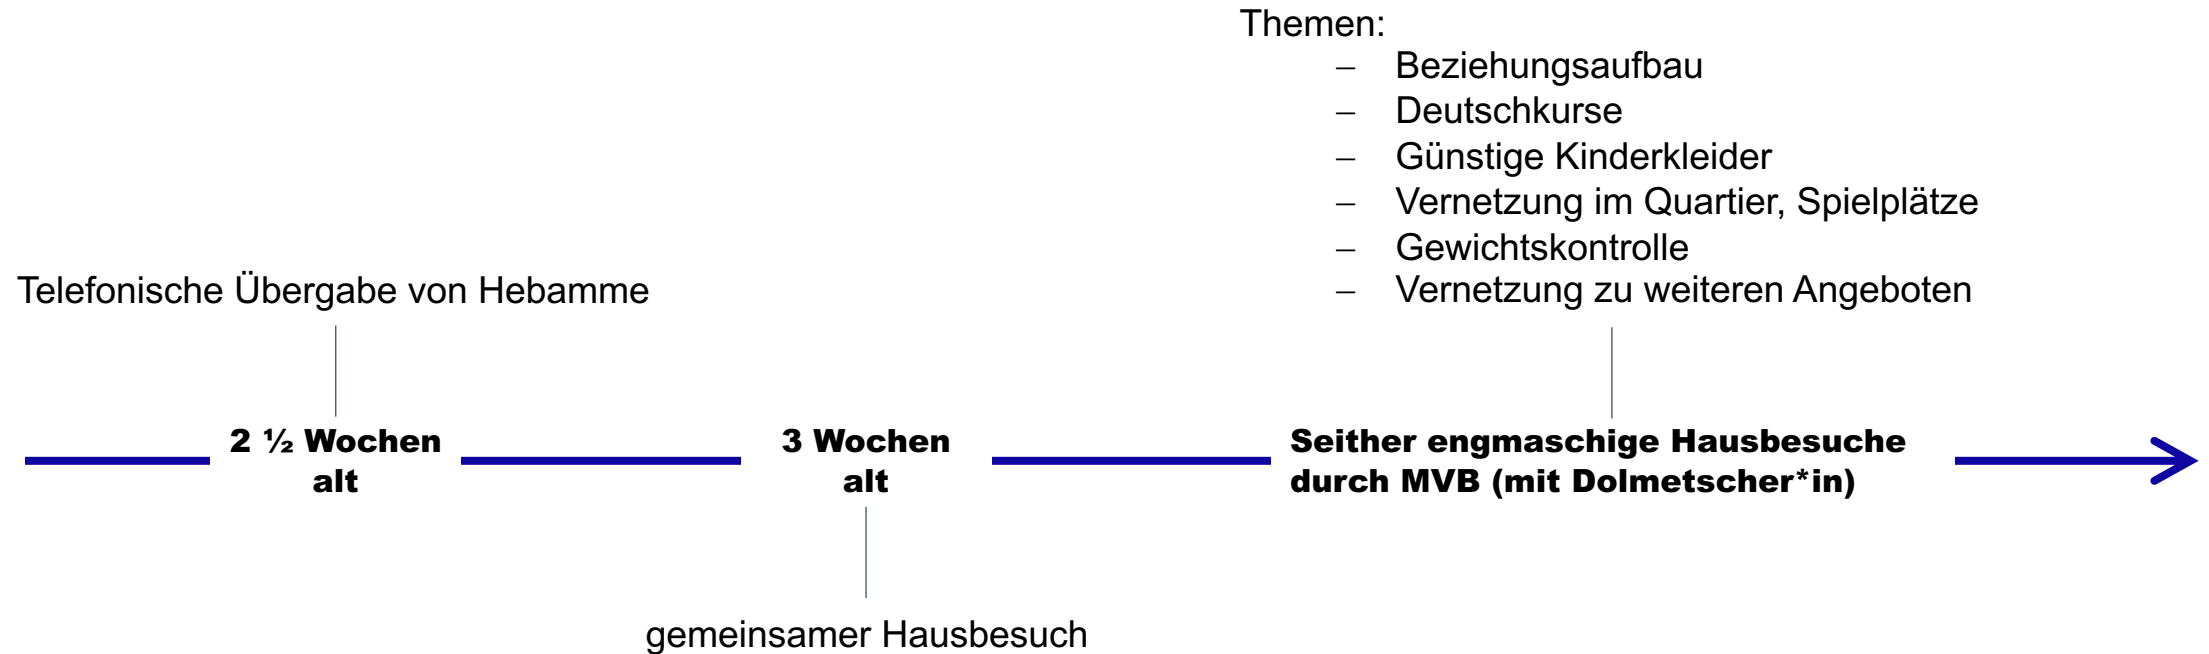 Themen:
– Beziehungsaufbau
– Deutschkurse
– Günstige Kinderkleider
– Vernetzung im Quartier, Spielplätze
– Gewichtskontrolle
– Vernetzung zu weiteren Angeboten
Telefonische Übergabe von Hebamme
2 ½ Wochen
alt
3 Wochen
alt
Seither engmaschige Hausbesuche
durch MVB (mit Dolmetscher*in)
gemeinsamer Hausbesuch